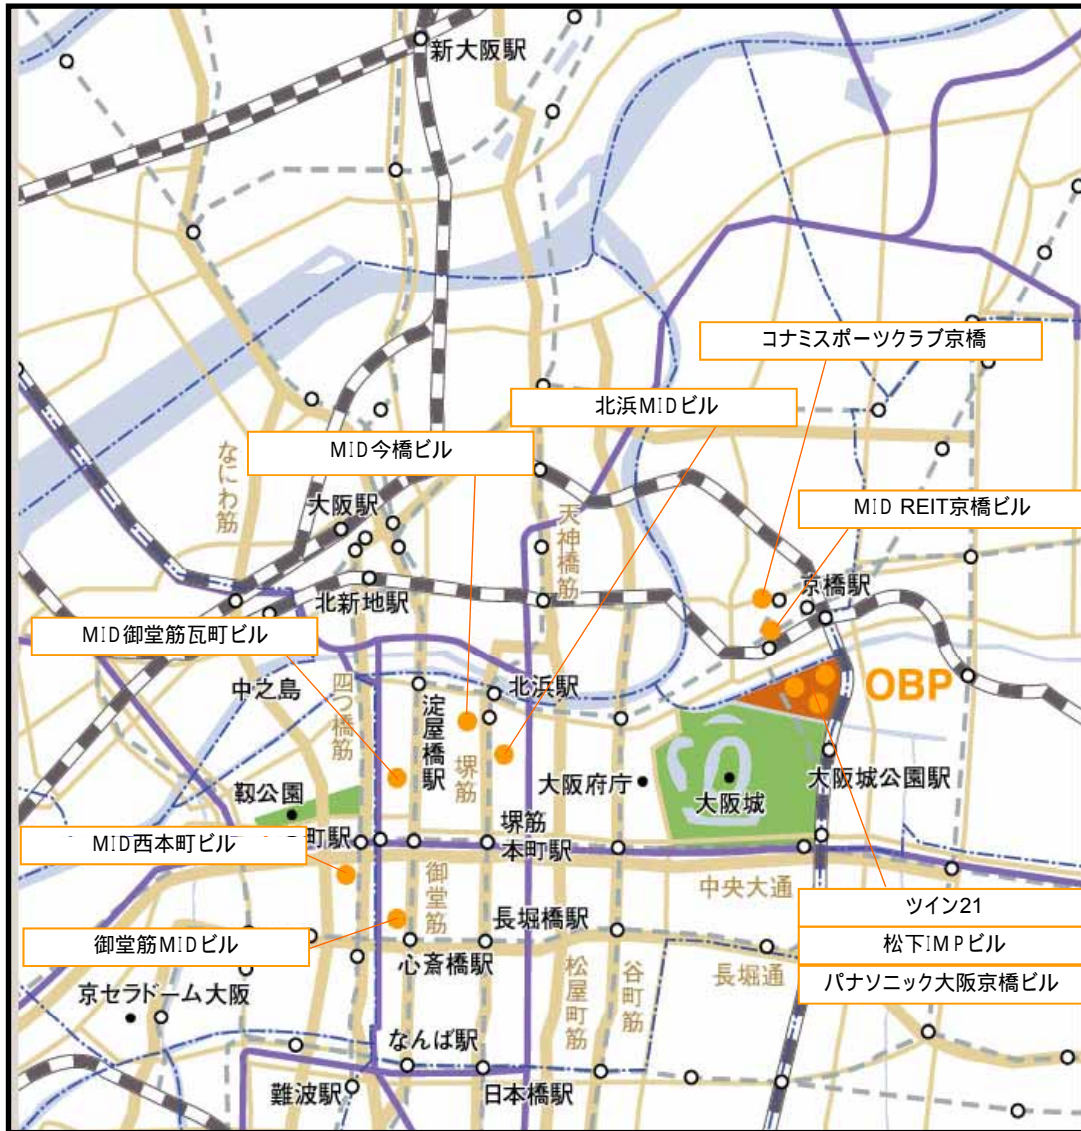 新大阪駅
コナミスポーツクラブ京橋
北浜MIDビル
MID今橋ビル
なにわ筋
大阪駅
天神橋筋
MID REIT京橋ビル
京橋駅
北新地駅
MID御堂筋瓦町ビル
中之島
四つ橋筋
淀屋橋駅
北浜駅
OBP
堺筋
大阪府庁
大阪城
大阪城公園駅
靱公園
堺筋
本町駅
町駅
MID西本町ビル
御堂筋
中央大通
ツイン21
松下IMPビル
パナソニック大阪京橋ビル
長堀橋駅
御堂筋MIDビル
心斎橋駅
松屋町筋
谷町筋
長堀通
京セラドーム大阪
なんば駅
難波駅
日本橋駅